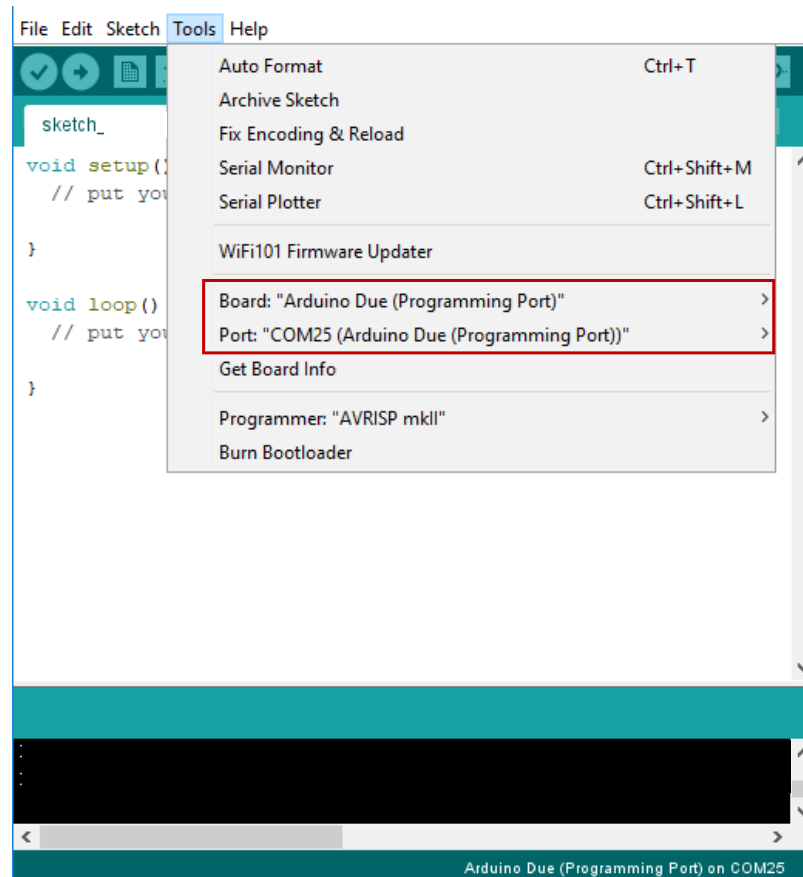 File Edit Sketch Tools Help
Auto Format Ctrl+T
Archive Sketch
sketch_
Fix Encoding & Reload
void setup()
Serial Monitor Ctrl+Shift+M
// put you
Serial Plotter Ctrl+Shift+L
}
WiFi101 Firmware Updater
void loop()
Board: "Arduino Due (Programming Port)"
// put you
Port: "COM25 (Arduino Due (Programming Port))"
Get Board Info
}
Programmer: "AVRISP mkII"
Burn Bootloader
Arduino Due (Programming Port) on COM25